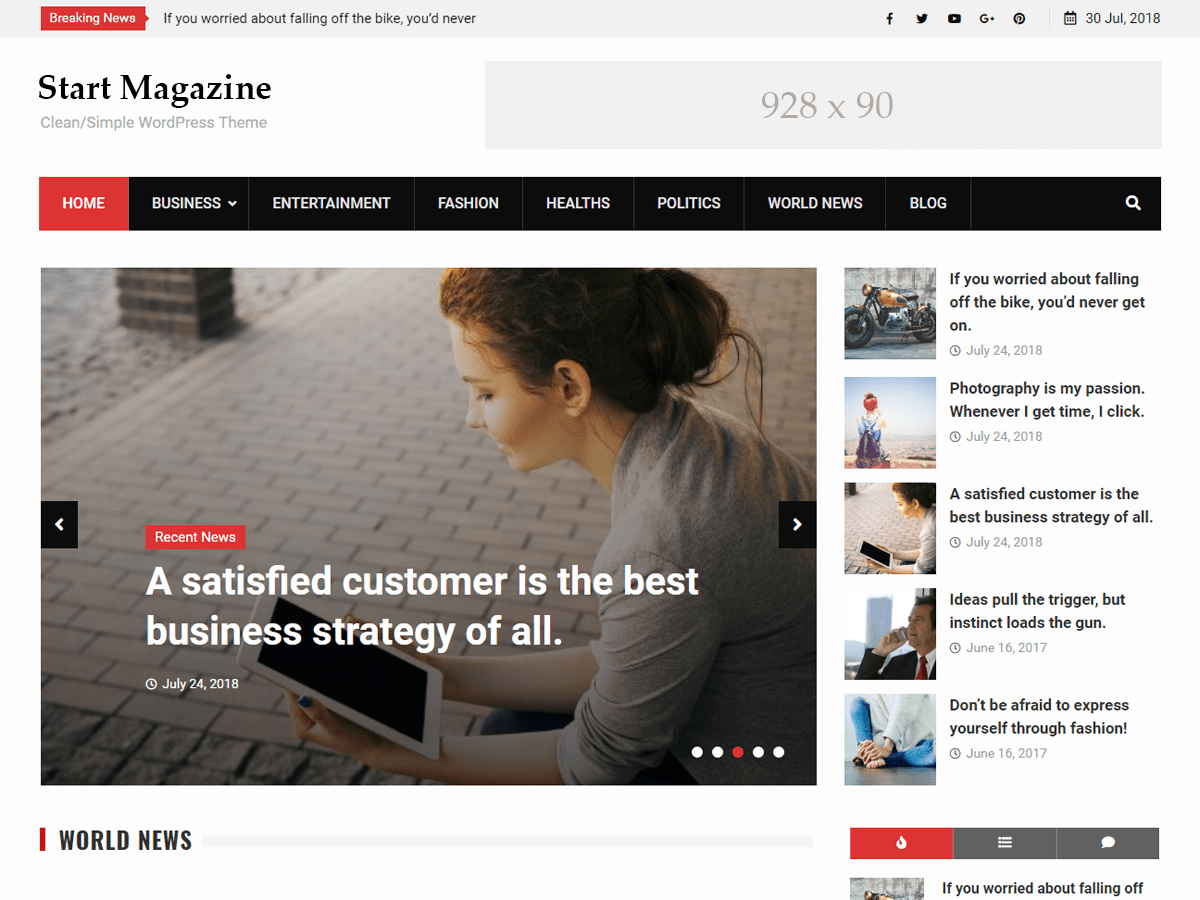 Breaking News
If you worried about falling off the bike, you’d never
30 Jul, 2018
Start Magazine
Clean/Simple WordPress Theme
928 x 90
HOME
BUSINESS
ENTERTAINMENT
FASHION
HEALTHS
POLITICS
WORLD NEWS
BLOG
Recent News
A satisfied customer is the best
business strategy of all.
July 24, 2018
If you worried about falling
off the bike, you’d never get
on.
July 24, 2018
Photography is my passion.
Whenever I get time, I click.
July 24, 2018
A satisfied customer is the
best business strategy of all.
July 24, 2018
Ideas pull the trigger, but
instinct loads the gun.
June 16, 2017
Don’t be afraid to express
yourself through fashion!
June 16, 2017
WORLD NEWS
If you worried about falling off